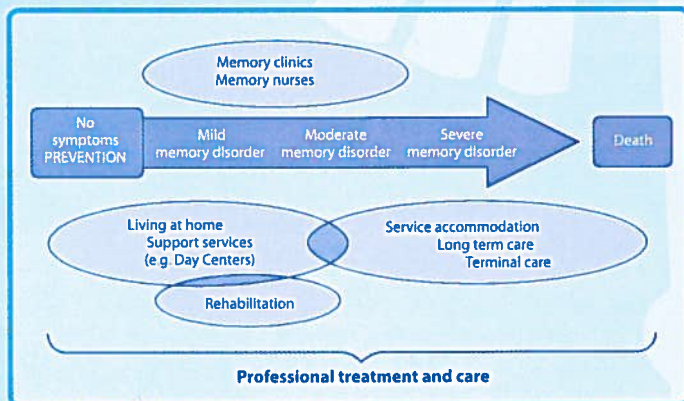 Memory clinics
Memory nurses
No
symptoms
PREVENTION
Mild
memory disorder
Moderate
memory disorder
Severe
memory disorder
Death
Living at home
Support services
(e.g. Day Centers)
Service accommodation
Long term care
Terminal care
Rehabilitation
Professional treatment and care